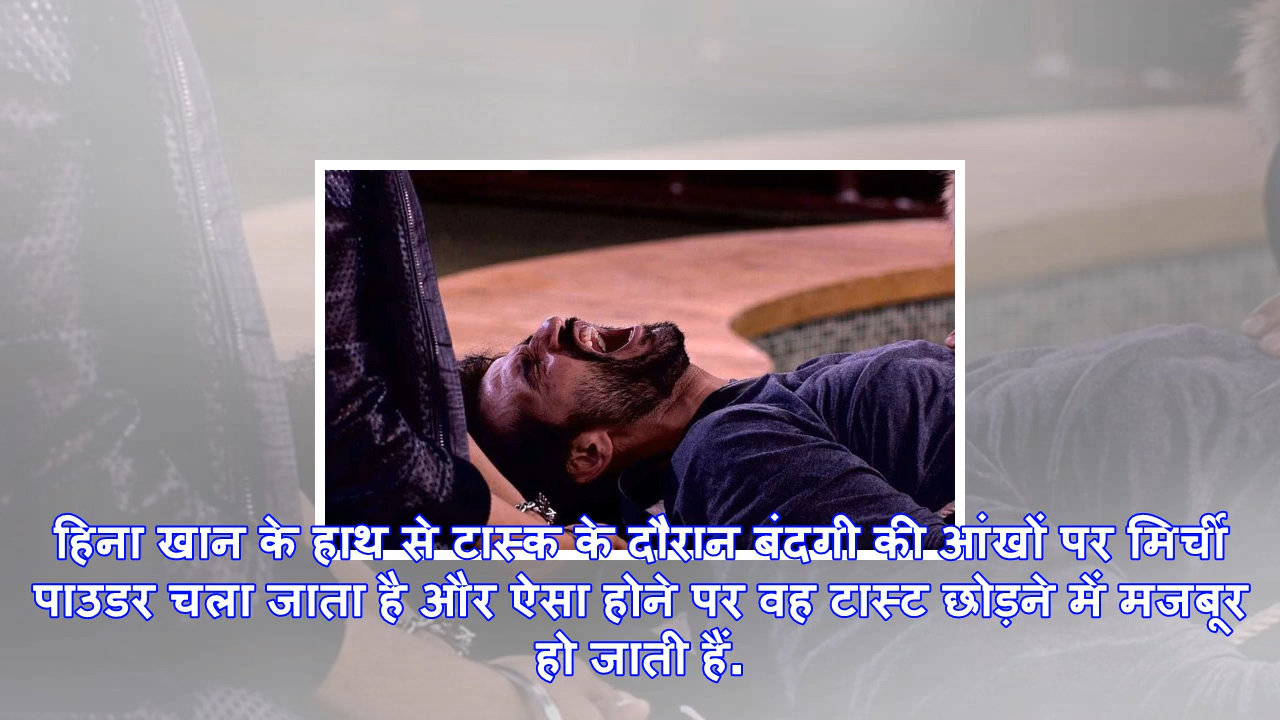 हिना खान के हाथ से टास्क के दौरान बंदगी की आंखों पर मिर्ची
पाउडर चला जाता है और ऐसा होने पर वह टास्ट छोड़ने में मजबूर
हो जाती हैं.